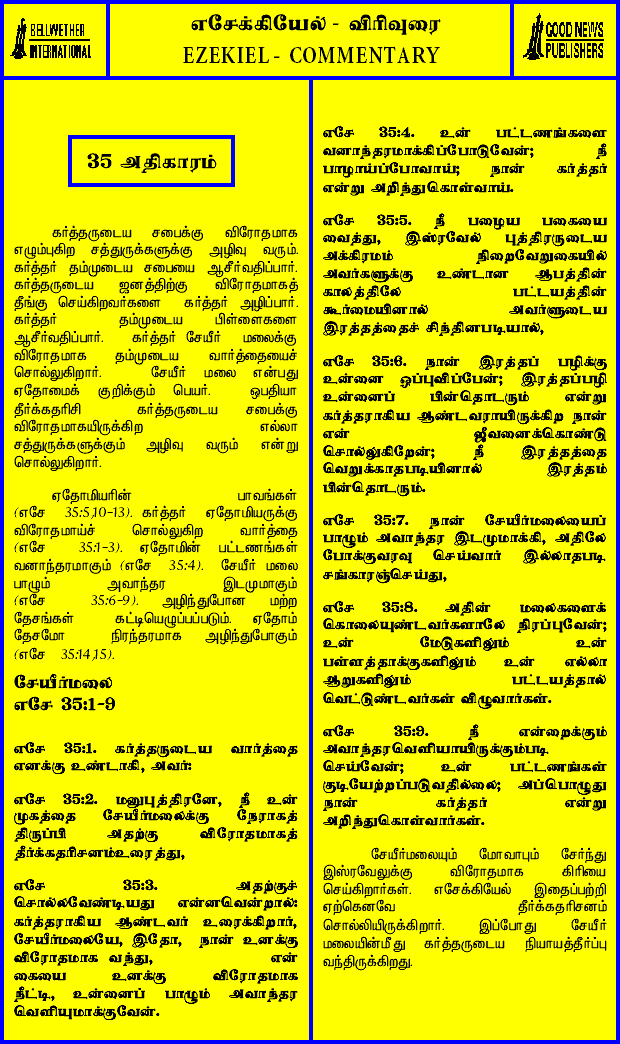 BELLWETHER
INTERNATIONAL
எசேக்கியேல் - விரிவுரை
EZEKIEL - COMMENTARY
GOOD NEWS
PUBLISHERS
35 அதிகாரம்
கர்த்தருடைய சபைக்கு விரோதமாக
எழும்புகிற சத்துருக்களுக்கு அழிவு வரும்.
கர்த்தர் தம்முடைய சபையை ஆசீர்வதிப்பார்.
கர்த்தருடைய ஜனத்திற்கு விரோதமாகத்
தீங்கு செய்கிறவர்களை கர்த்தர் அழிப்பார்.
கர்த்தர் தம்முடைய பிள்ளைகளை
ஆசீர்வதிப்பார். கர்த்தர் சேயீர் மலைக்கு
விரோதமாக தம்முடைய வார்த்தையைச்
சொல்லுகிறார். சேயீர் மலை என்பது
ஏதோமைக் குறிக்கும் பெயர். ஒபதியா
தீர்க்கதரிசி கர்த்தருடைய சபைக்கு
விரோதமாகயிருக்கிற எல்லா
சத்துருக்களுக்கும் அழிவு வரும் என்று
சொல்லுகிறார்.
ஏதோமியரின் பாவங்கள்
(எசே 35:5,10-13). கர்த்தர் ஏதோமியருக்கு
விரோதமாய்ச் சொல்லுகிற வார்த்தை
(எசே 35:1-3). ஏதோமின் பட்டணங்கள்
வனாந்தரமாகும் (எசே 35:4). சேயீர் மலை
பாழும் அவாந்தர இடமுமாகும்
(எசே 35:6-9). அழிந்துபோன மற்ற
தேசங்கள் கட்டியெழுப்பப்படும். ஏதோம்
தேசமோ நிரந்தரமாக அழிந்துபோகும்
(எசே 35:14,15).
சேயீர்மலை
எசே 35:1-9
எசே 35:1. கர்த்தருடைய வார்த்தை
எனக்கு உண்டாகி, அவர்:
எசே 35:2. மனுபுத்திரனே, நீ உன்
முகத்தை சேயீர்மலைக்கு நேராகத்
திருப்பி அதற்கு விரோதமாகத்
தீர்க்கதரிசனம்உரைத்து,
எசே 35:3. அதற்குச்
சொல்லவேண்டியது என்னவென்றால்:
கர்த்தராகிய ஆண்டவர் உரைக்கிறார்,
சேயீர்மலையே, இதோ, நான் உனக்கு
விரோதமாக வந்து, என்
கையை உனக்கு விரோதமாக
நீட்டி, உன்னைப் பாழும் அவாந்தர
வெளியுமாக்குவேன்.
எசே 35:4. உன் பட்டணங்களை
வனாந்தரமாக்கிப்போடுவேன்; நீ
பாழாய்ப்போவாய்; நான் கர்த்தர்
என்று அறிந்துகொள்வாய்.
எசே 35:5. நீ பழைய பகையை
வைத்து, இஸ்ரவேல் புத்திரருடைய
அக்கிரமம் நிறைவேறுகையில்
அவர்களுக்கு உண்டான ஆபத்தின்
காலத்திலே பட்டயத்தின்
கூர்மையினால் அவர்ளுடைய
இரத்தத்தைச் சிந்தினபடியால்,
எசே 35:6. நான் இரத்தப் பழிக்கு
உன்னை ஒப்புவிப்பேன்; இரத்தப்பழி
உன்னைப் பின்தொடரும் என்று
கர்த்தராகிய ஆண்டவராயிருக்கிற நான்
என் ஜீவனைக்கொண்டு
சொல்லுகிறேன்; நீ இரத்தத்தை
வெறுக்காதபடியினால் இரத்தம்
பின்தொடரும்.
எசே 35:7. நான் சேயீர்மலையைப்
பாழும் அவாந்தர இடமுமாக்கி, அதிலே
போக்குவரவு செய்வார் இல்லாதபடி
சங்காரஞ்செய்து,
எசே 35:8. அதின் மலைகளைக்
கொலையுண்டவர்களாலே நிரப்புவேன்;
உன் மேடுகளிலும் உன்
பள்ளத்தாக்குகளிலும் உன் எல்லா
ஆறுகளிலும் பட்டயத்தால்
வெட்டுண்டவர்கள் விழுவார்கள்.
எசே 35:9. நீ என்றைக்கும்
அவாந்தரவெளியாயிருக்கும்படி
செய்வேன்; உன் பட்டணங்கள்
குடியேற்றப்படுவதில்லை; அப்பொழுது
நான் கர்த்தர் என்று
அறிந்துகொள்வார்கள்.
சேயீர்மலையும் மோவாபும் சேர்ந்து
இஸ்ரவேலுக்கு விரோதமாக கிரியை
செய்கிறார்கள். எசேக்கியேல் இதைப்பற்றி
ஏற்கெனவே தீர்க்கதரிசனம்
சொல்லியிருக்கிறார். இப்போது சேயீர்
மலையின்மீது கர்த்தருடைய நியாயத்தீர்ப்பு
வந்திருக்கிறது.